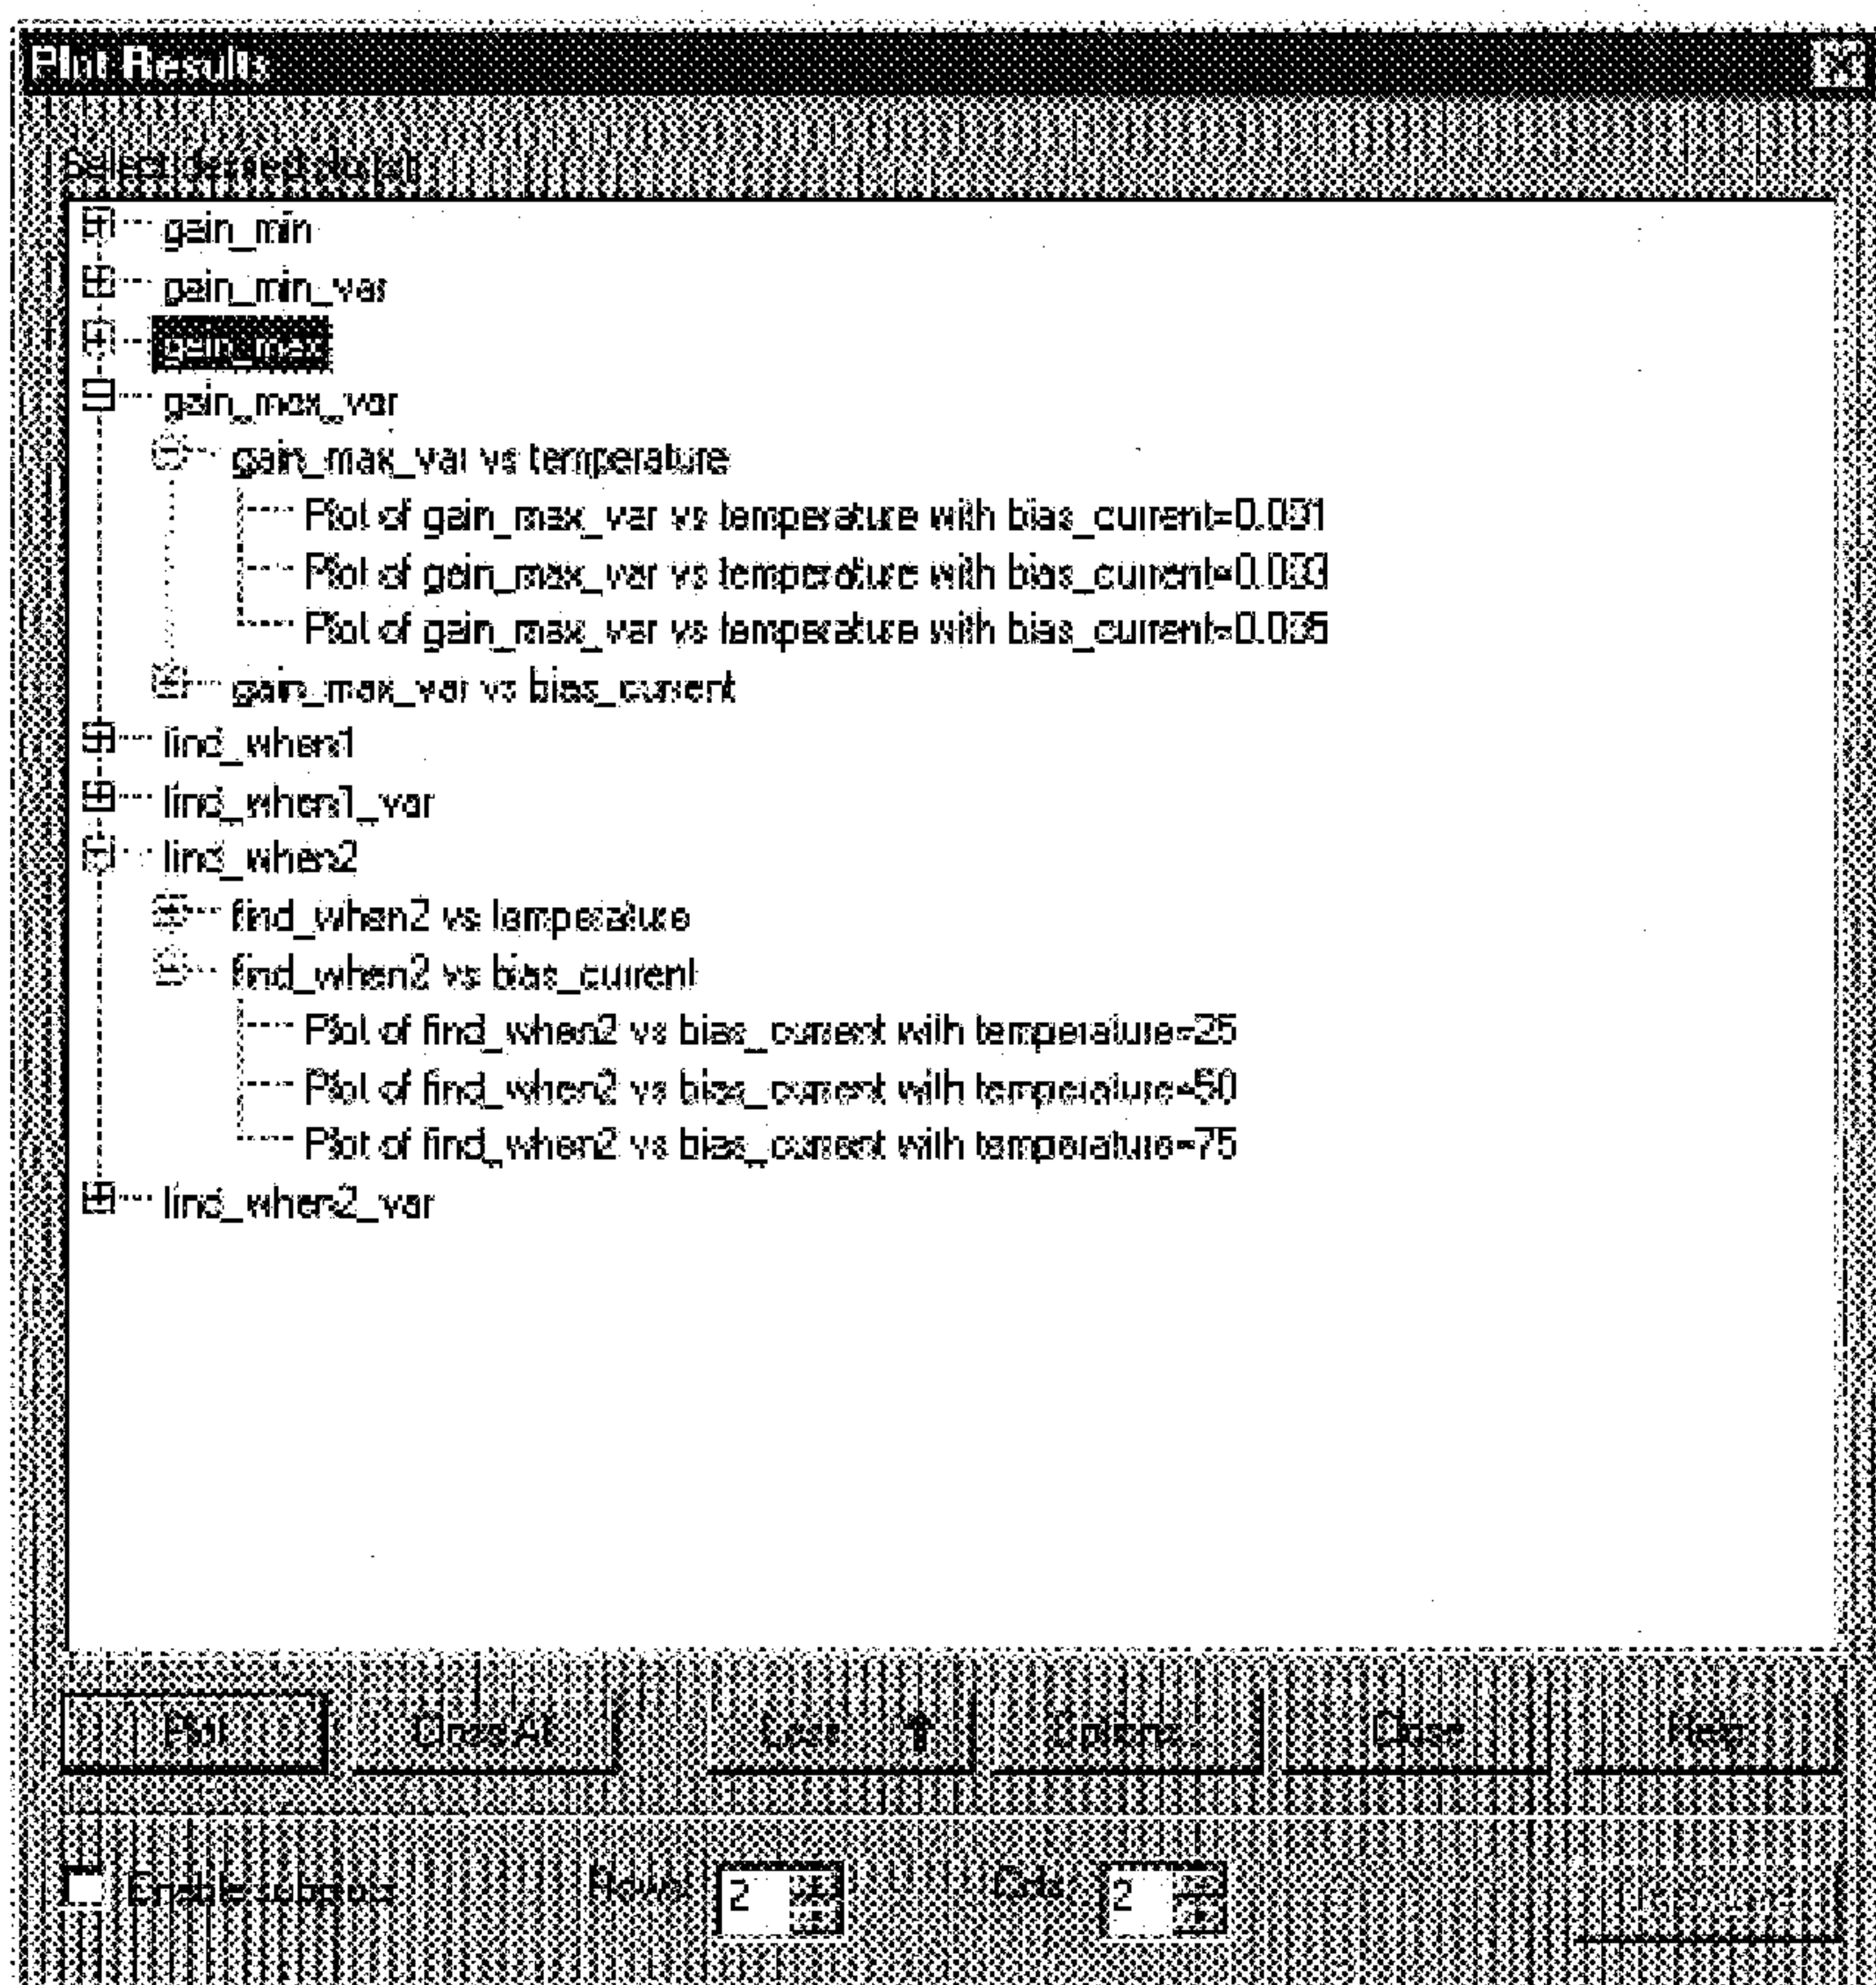 Plot Results
Select desired plot(s)
gain_min
gain_min_var
gain_max
gain_max_var
gain_max_var vs temperature
Plot of gain_max_var vs temperature with bias_current=0.001
Plot of gain_max_var vs temperature with bias_current=0.003
Plot of gain_max_var vs temperature with bias_current=0.005
gain_max_var vs bias_current
find_when1
find_when1_var
find_when2
find_when2 vs temperature
find_when2 vs bias_current
Plot of find_when2 vs bias_current with temperature=25
Plot of find_when2 vs bias_current with temperature=50
Plot of find_when2 vs bias_current with temperature=75
find_when2_var
Plot Close All Options... Close Help
Enable subplots Rows: 2 Cols: 2